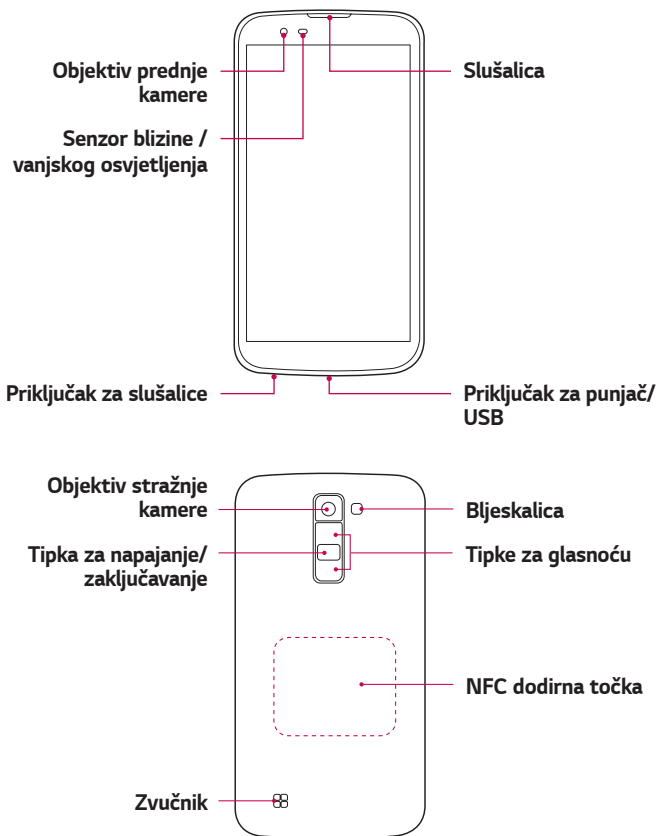 Objektiv prednje
kamere
Slušalica
Senzor blizine /
vanjskog osvjetljenja
Priključak za slušalice
Priključak za punjač/
USB
Objektiv stražnje
kamere
Bljeskalica
Tipka za napajanje/
zaključavanje
Tipke za glasnoću
NFC dodirna točka
Zvučnik